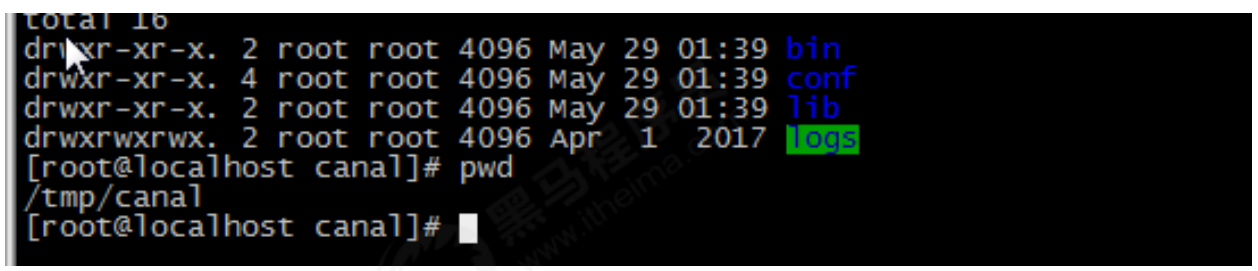 total 16
drwxr-xr-x. 2 root root 4096 May 29 01:39 bin
drwxr-xr-x. 4 root root 4096 May 29 01:39 conf
drwxr-xr-x. 2 root root 4096 May 29 01:39 lib
drwxrwxrwx. 2 root root 4096 Apr  1  2017 logs
[root@localhost canal]# pwd
/tmp/canal
[root@localhost canal]#
黑马程序员
www.itheima.com